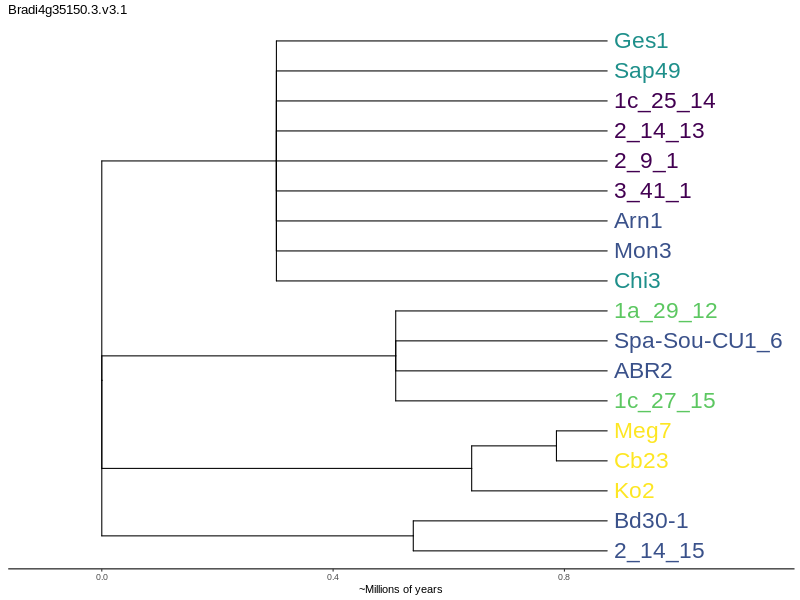 Bradi4g35150.3.v3.1
Ges1
Sap49
1c_25_14
2_14_13
2_9_1
3_41_1
Arn1
Mon3
Chi3
1a_29_12
Spa-Sou-CU1_6
ABR2
1c_27_15
Meg7
Cb23
Ko2
Bd30-1
2_14_15
0.0 0.4 0.8
~Millions of years